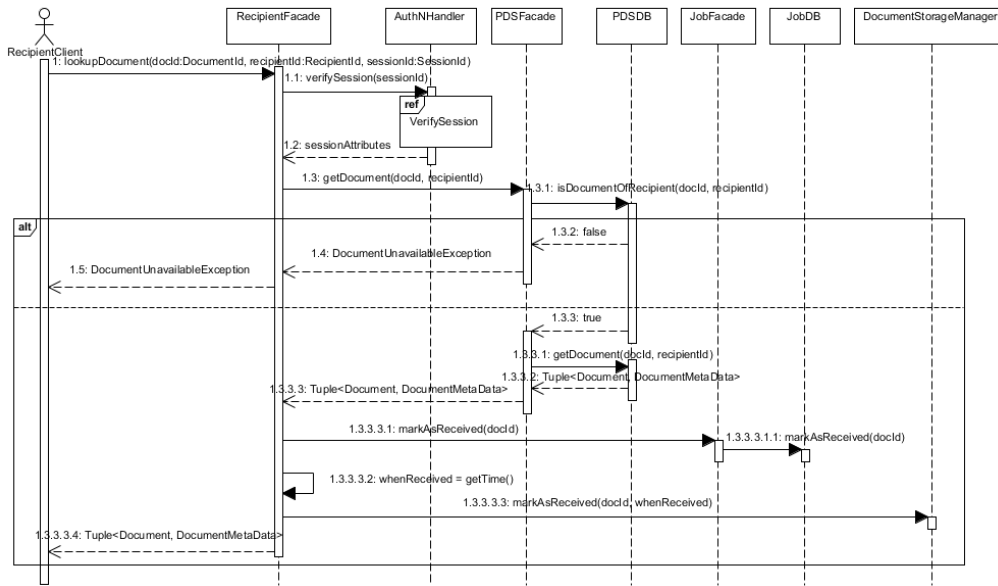 RecipientClient
RecipientFacade
AuthNHandler
PDSFacade
PDSDB
JobFacade
JobDB
DocumentStorageManager
1: lookupDocument(docId:DocumentId, recipientId:RecipientId, sessionId:SessionId)
1.1: verifySession(sessionId)
ref
VerifySession
1.2: sessionAttributes
1.3: getDocument(docId, recipientId)
1.3.1: isDocumentOfRecipient(docId, recipientId)
alt
1.3.2: false
1.4: DocumentUnavailableException
1.5: DocumentUnavailableException
1.3.3: true
1.3.3.1: getDocument(docId, recipientId)
1.3.3.2: Tuple<Document, DocumentMetaData>
1.3.3.3: Tuple<Document, DocumentMetaData>
1.3.3.3.1: markAsReceived(docId)
1.3.3.3.1.1: markAsReceived(docId)
1.3.3.3.2: whenReceived = getTime()
1.3.3.3.3: markAsReceived(docId, whenReceived)
1.3.3.3.4: Tuple<Document, DocumentMetaData>